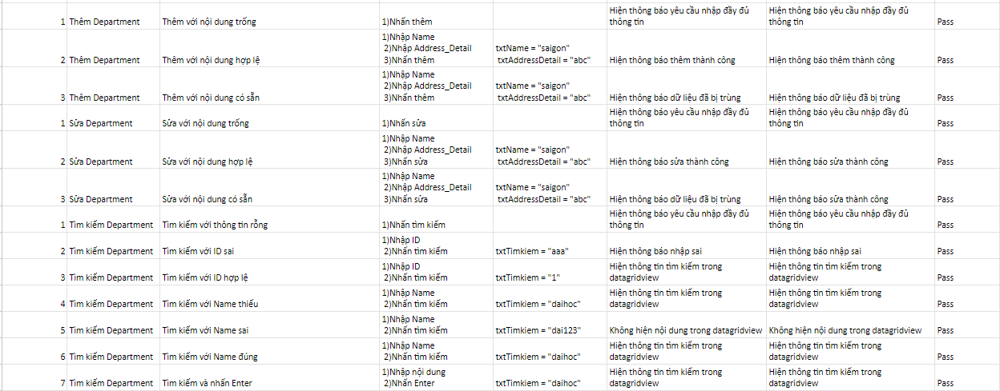 1 Thêm Department Thêm với nội dung trống 1)Nhấn thêm Hiện thông báo yêu cầu nhập đầy đủ thông tin Hiện thông báo yêu cầu nhập đầy đủ thông tin Pass
2 Thêm Department Thêm với nội dung hợp lệ 1)Nhập Name
2)Nhập Address_Detail txtName = "saigon"
3)Nhấn thêm txtAddressDetail = "abc" Hiện thông báo thêm thành công Hiện thông báo thêm thành công Pass
3 Thêm Department Thêm với nội dung có sẵn 1)Nhập Name
2)Nhập Address_Detail txtName = "saigon"
3)Nhấn thêm txtAddressDetail = "abc" Hiện thông báo dữ liệu đã bị trùng Hiện thông báo dữ liệu đã bị trùng Pass
1 Sửa Department Sửa với nội dung trống 1)Nhấn sửa Hiện thông báo yêu cầu nhập đầy đủ thông tin Hiện thông báo yêu cầu nhập đầy đủ thông tin Pass
2 Sửa Department Sửa với nội dung hợp lệ 1)Nhập Name
2)Nhập Address_Detail txtName = "saigon"
3)Nhấn sửa txtAddressDetail = "abc" Hiện thông báo sửa thành công Hiện thông báo sửa thành công Pass
3 Sửa Department Sửa với nội dung có sẵn 1)Nhập Name
2)Nhập Address_Detail txtName = "saigon"
3)Nhấn sửa txtAddressDetail = "abc" Hiện thông báo dữ liệu đã bị trùng Hiện thông báo sửa thành công Pass
1 Tìm kiếm Department Tìm kiếm với thông tin rỗng 1)Nhấn tìm kiếm Hiện thông báo yêu cầu nhập đầy đủ thông tin Hiện thông báo yêu cầu nhập đầy đủ thông tin Pass
2 Tìm kiếm Department Tìm kiếm với ID sai 1)Nhập ID
2)Nhấn tìm kiếm txtTimkiem = "aaa" Hiện thông báo nhập sai Hiện thông báo nhập sai Pass
3 Tìm kiếm Department Tìm kiếm với ID hợp lệ 1)Nhập ID
2)Nhấn tìm kiếm txtTimkiem = "1" Hiện thông tin tìm kiếm trong datagridview Hiện thông tin tìm kiếm trong datagridview Pass
4 Tìm kiếm Department Tìm kiếm với Name thiếu 1)Nhập Name
2)Nhấn tìm kiếm txtTimkiem = "daihoc" Hiện thông tin tìm kiếm trong datagridview Hiện thông tin tìm kiếm trong datagridview Pass
5 Tìm kiếm Department Tìm kiếm với Name sai 1)Nhập Name
2)Nhấn tìm kiếm txtTimkiem = "dai123" Không hiện nội dung trong datagridview Không hiện nội dung trong datagridview Pass
6 Tìm kiếm Department Tìm kiếm với Name đúng 1)Nhập Name
2)Nhấn tìm kiếm txtTimkiem = "daihoc" Hiện thông tin tìm kiếm trong datagridview Hiện thông tin tìm kiếm trong datagridview Pass
7 Tìm kiếm Department Tìm kiếm và nhấn Enter 1)Nhập nội dung
2)Nhấn Enter txtTimkiem = "daihoc" Hiện thông tin tìm kiếm trong datagridview Hiện thông tin tìm kiếm trong datagridview Pass